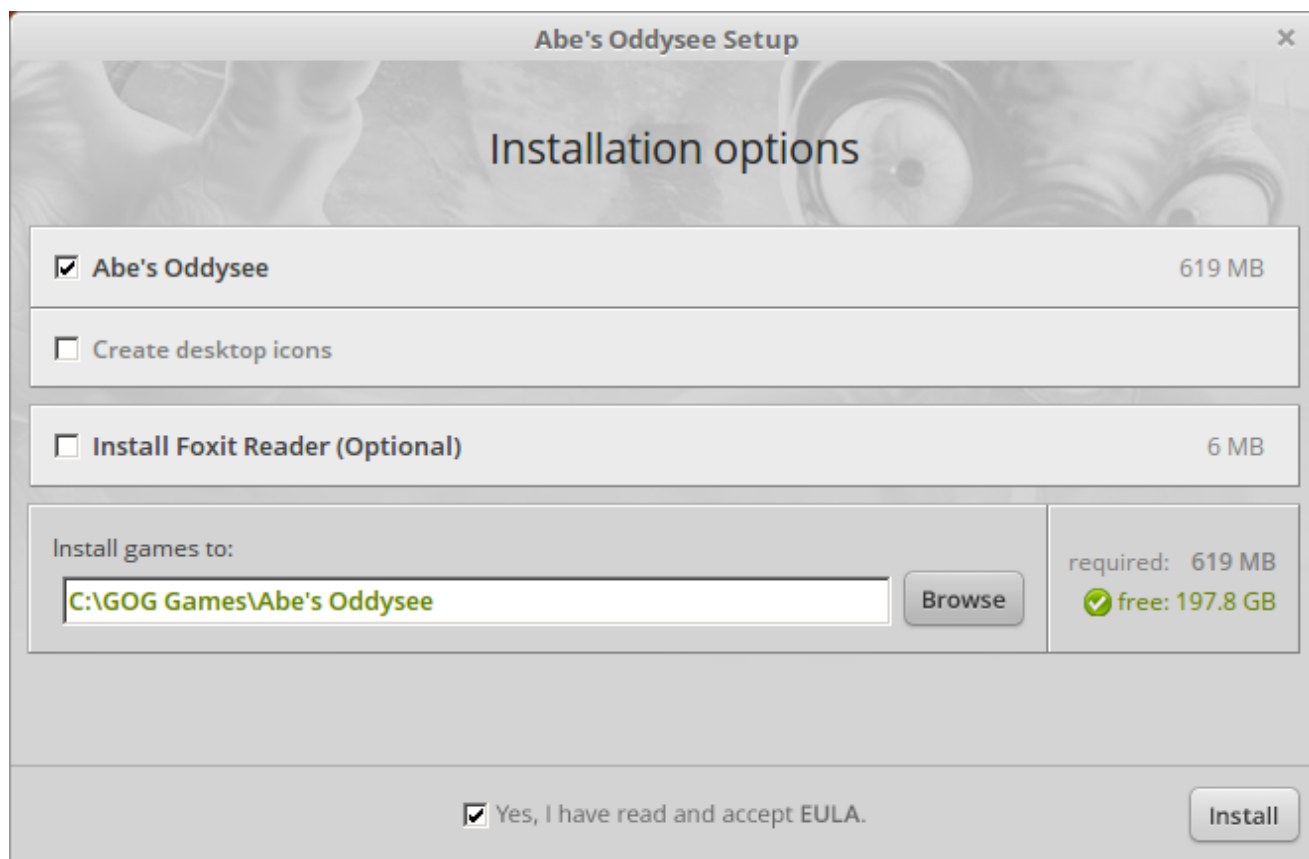 Abe's Oddysee Setup
Installation options
Abe's Oddysee 619 MB
Create desktop icons
Install Foxit Reader (Optional) 6 MB
Install games to:
C:\GOG Games\Abe's Oddysee
Browse
required: 619 MB
free: 197.8 GB
Yes, I have read and accept EULA.
Install